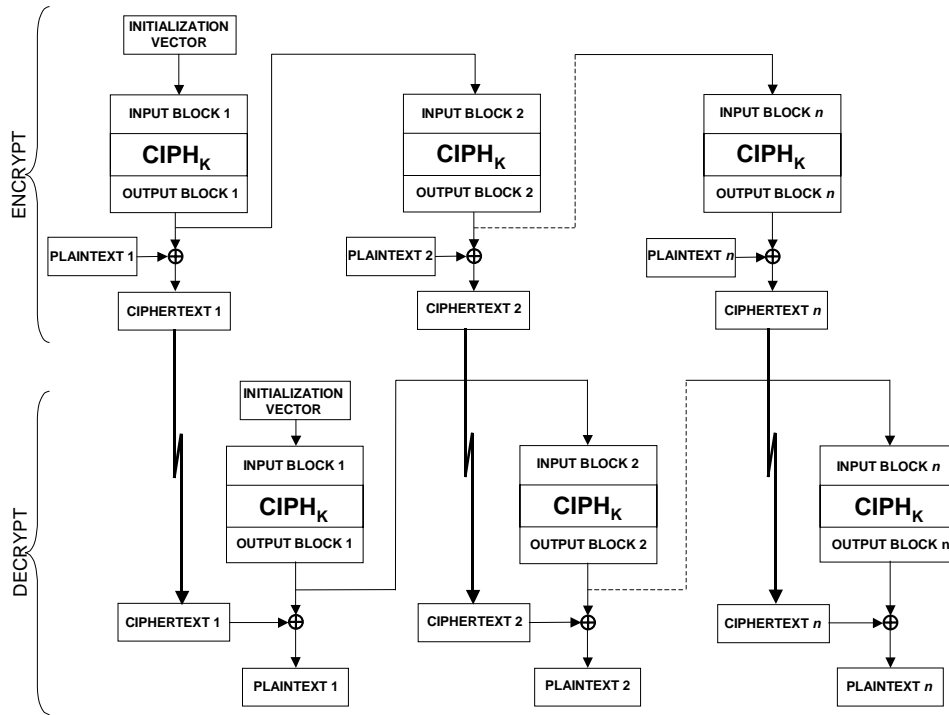 ENCRYPT
INITIALIZATION
VECTOR
INPUT BLOCK 1
CIPHK
OUTPUT BLOCK 1
PLAINTEXT 1
CIPHERTEXT 1
INPUT BLOCK 2
CIPHK
OUTPUT BLOCK 2
PLAINTEXT 2
CIPHERTEXT 2
INPUT BLOCK n
CIPHK
OUTPUT BLOCK n
PLAINTEXT n
CIPHERTEXT n
DECRYPT
INITIALIZATION
VECTOR
INPUT BLOCK 1
CIPHK
OUTPUT BLOCK 1
CIPHERTEXT 1
PLAINTEXT 1
INPUT BLOCK 2
CIPHK
OUTPUT BLOCK 2
CIPHERTEXT 2
PLAINTEXT 2
INPUT BLOCK n
CIPHK
OUTPUT BLOCK n
CIPHERTEXT n
PLAINTEXT n